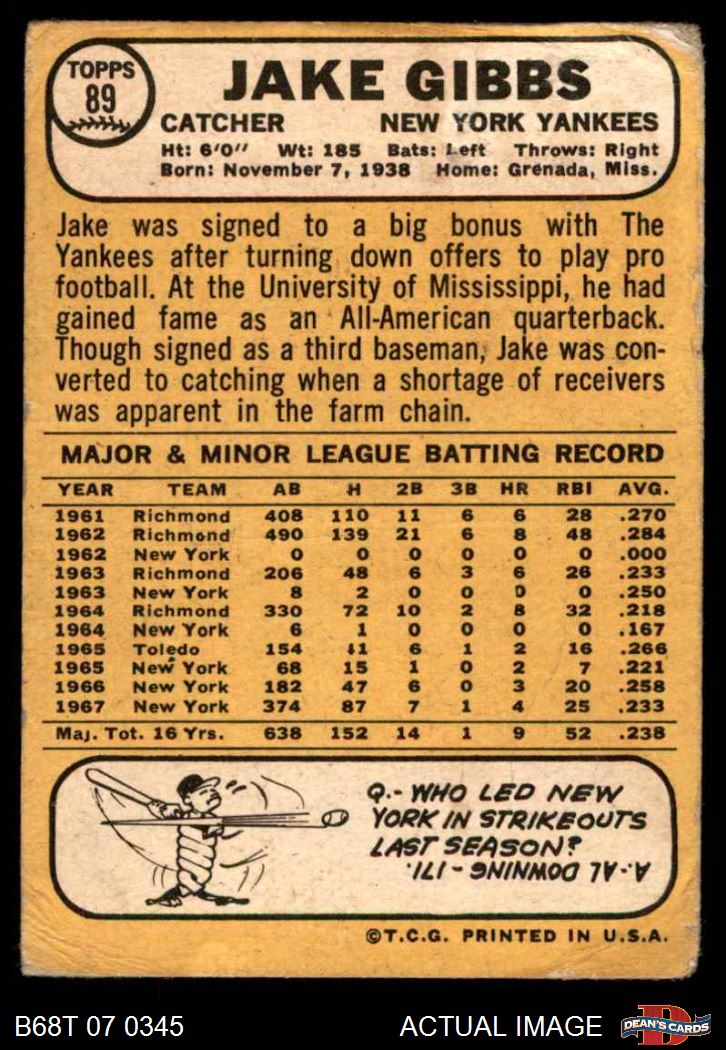 TOPPS
89
JAKE GIBBS
CATCHER NEW YORK YANKEES
Ht: 6'0" Wt: 185 Bats: Left Throws: Right
Born: November 7, 1938 Home: Grenada, Miss.
Jake was signed to a big bonus with The
Yankees after turning down offers to play pro
football. At the University of Mississippi, he had
gained fame as an All-American quarterback.
Though signed as a third baseman, Jake was con-
verted to catching when a shortage of receivers
was apparent in the farm chain.
MAJOR & MINOR LEAGUE BATTING RECORD
YEAR TEAM AB H 2B 3B HR RBI AVG.
1961 Richmond 408 110 11 6 6 28 .270
1962 Richmond 490 139 21 6 8 48 .284
1962 New York 0 0 0 0 0 0 .000
1963 Richmond 206 48 6 3 6 26 .233
1963 New York 8 2 0 0 0 0 .250
1964 Richmond 330 72 10 2 8 32 .218
1964 New York 6 1 0 0 0 0 .167
1965 Toledo 154 41 6 1 2 16 .266
1965 New York 68 15 1 0 2 7 .221
1966 New York 182 47 6 0 3 20 .258
1967 New York 374 87 7 1 4 25 .233
Maj. Tot. 16 Yrs. 638 152 14 1 9 52 .238
Q.- WHO LED NEW
YORK IN STRIKEOUTS
LAST SEASON?
A.- AL DOWNING - 171.
©T.C.G. PRINTED IN U.S.A.
B68T 07 0345 ACTUAL IMAGE D DEAN'S CARDS